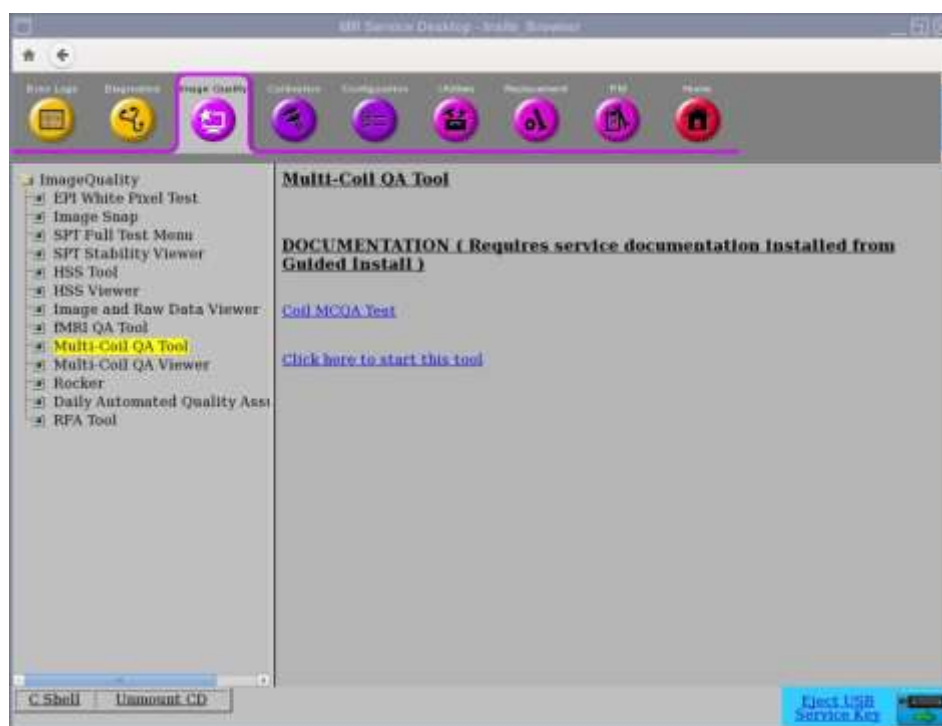 MR Service Desktop - Insite Browser
Error Logs Diagnostics Image Quality Calibration Configuration Utilities Replacement PM Home
ImageQuality
EPI White Pixel Test
Image Snap
SPT Full Test Menu
SPT Stability Viewer
HSS Tool
HSS Viewer
Image and Raw Data Viewer
fMRI QA Tool
Multi-Coil QA Tool
Multi-Coil QA Viewer
Rocker
Daily Automated Quality Assu
RFA Tool
Multi-Coil QA Tool
DOCUMENTATION ( Requires service documentation installed from
Guided Install )
Coil MCQA Test
Click here to start this tool
C Shell Unmount CD
Eject USB
Service Key